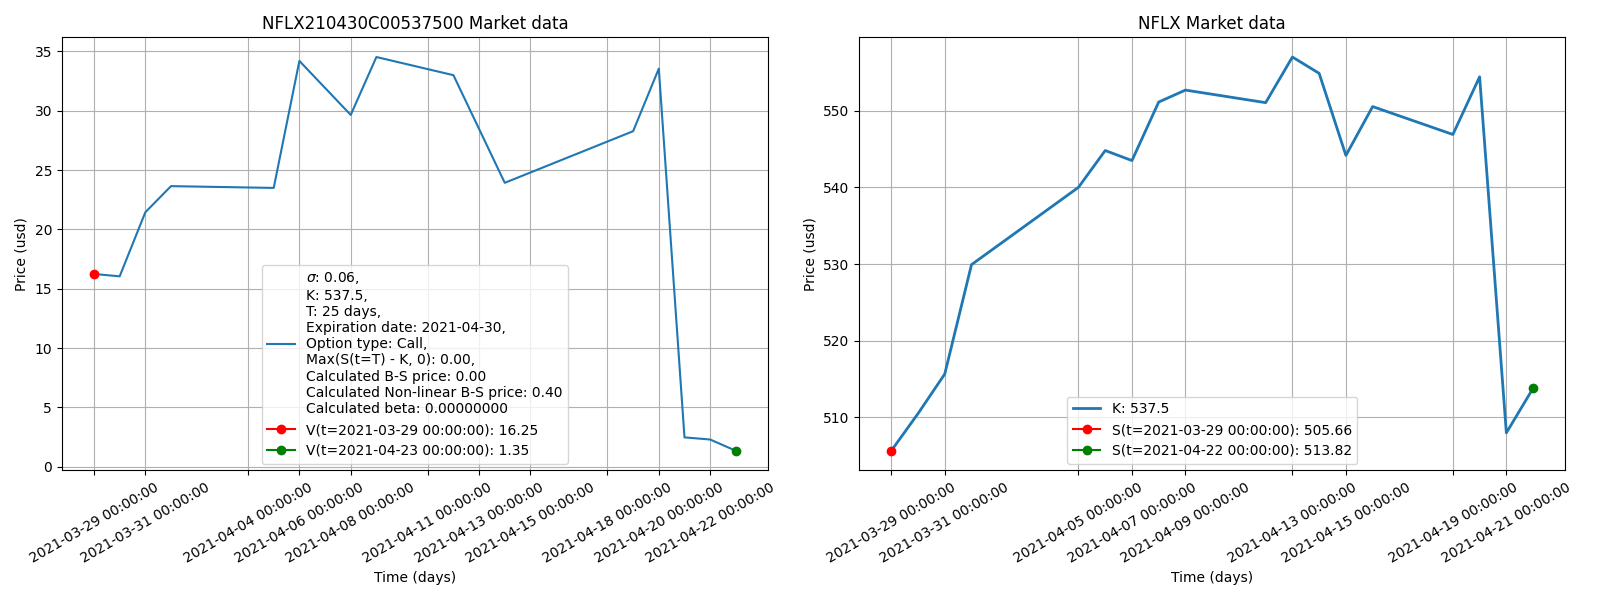 NFLX210430C00537500 Market data
Price (usd)
35
30
25
20
15
10
5
0
σ: 0.06,
K: 537.5,
T: 25 days,
Expiration date: 2021-04-30,
Option type: Call,
Max(S(t=T) - K, 0): 0.00,
Calculated B-S price: 0.00
Calculated Non-linear B-S price: 0.40
Calculated beta: 0.00000000
V(t=2021-03-29 00:00:00): 16.25
V(t=2021-04-23 00:00:00): 1.35
2021-03-29 00:00:00
2021-03-31 00:00:00
2021-04-04 00:00:00
2021-04-06 00:00:00
2021-04-08 00:00:00
2021-04-11 00:00:00
2021-04-13 00:00:00
2021-04-15 00:00:00
2021-04-18 00:00:00
2021-04-20 00:00:00
2021-04-22 00:00:00
Time (days)
NFLX Market data
Price (usd)
550
540
530
520
510
K: 537.5
S(t=2021-03-29 00:00:00): 505.66
S(t=2021-04-22 00:00:00): 513.82
2021-03-29 00:00:00
2021-03-31 00:00:00
2021-04-05 00:00:00
2021-04-07 00:00:00
2021-04-09 00:00:00
2021-04-13 00:00:00
2021-04-15 00:00:00
2021-04-19 00:00:00
2021-04-21 00:00:00
Time (days)